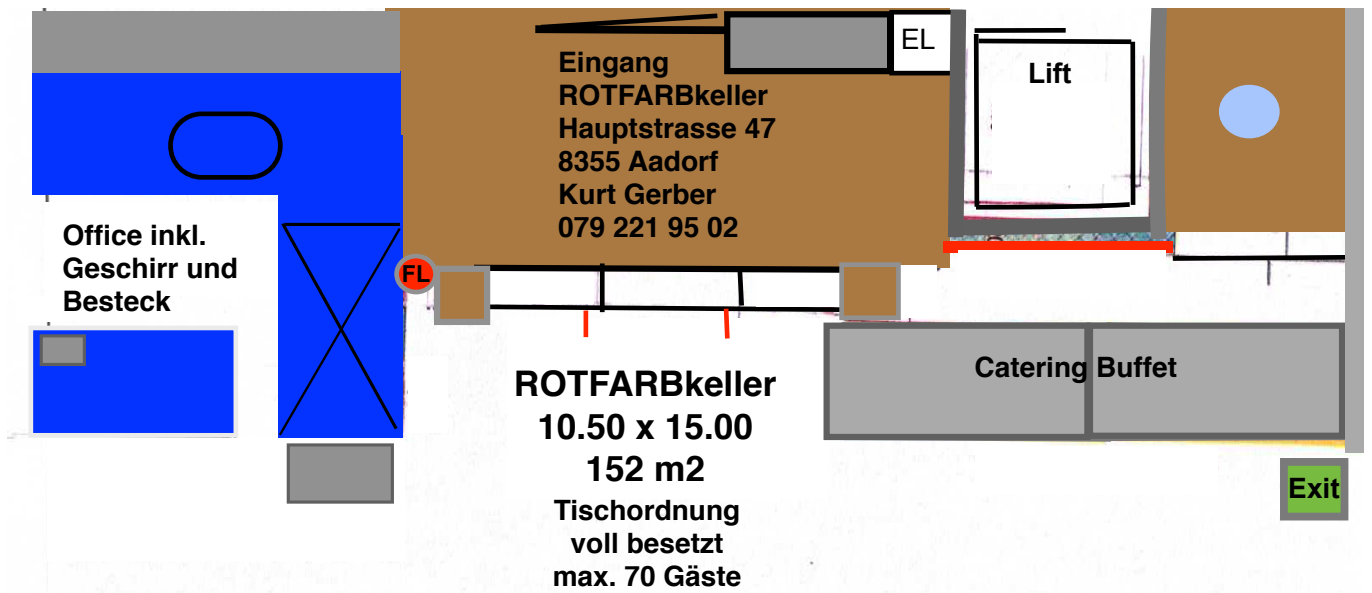 EL
Eingang
ROTFARBkeller
Hauptstrasse 47
8355 Aadorf
Kurt Gerber
079 221 95 02
Lift
Office inkl.
Geschirr und
Besteck
FL
ROTFARBkeller
10.50 x 15.00
152 m2
Tischordnung
voll besetzt
max. 70 Gäste
Catering Buffet
Exit